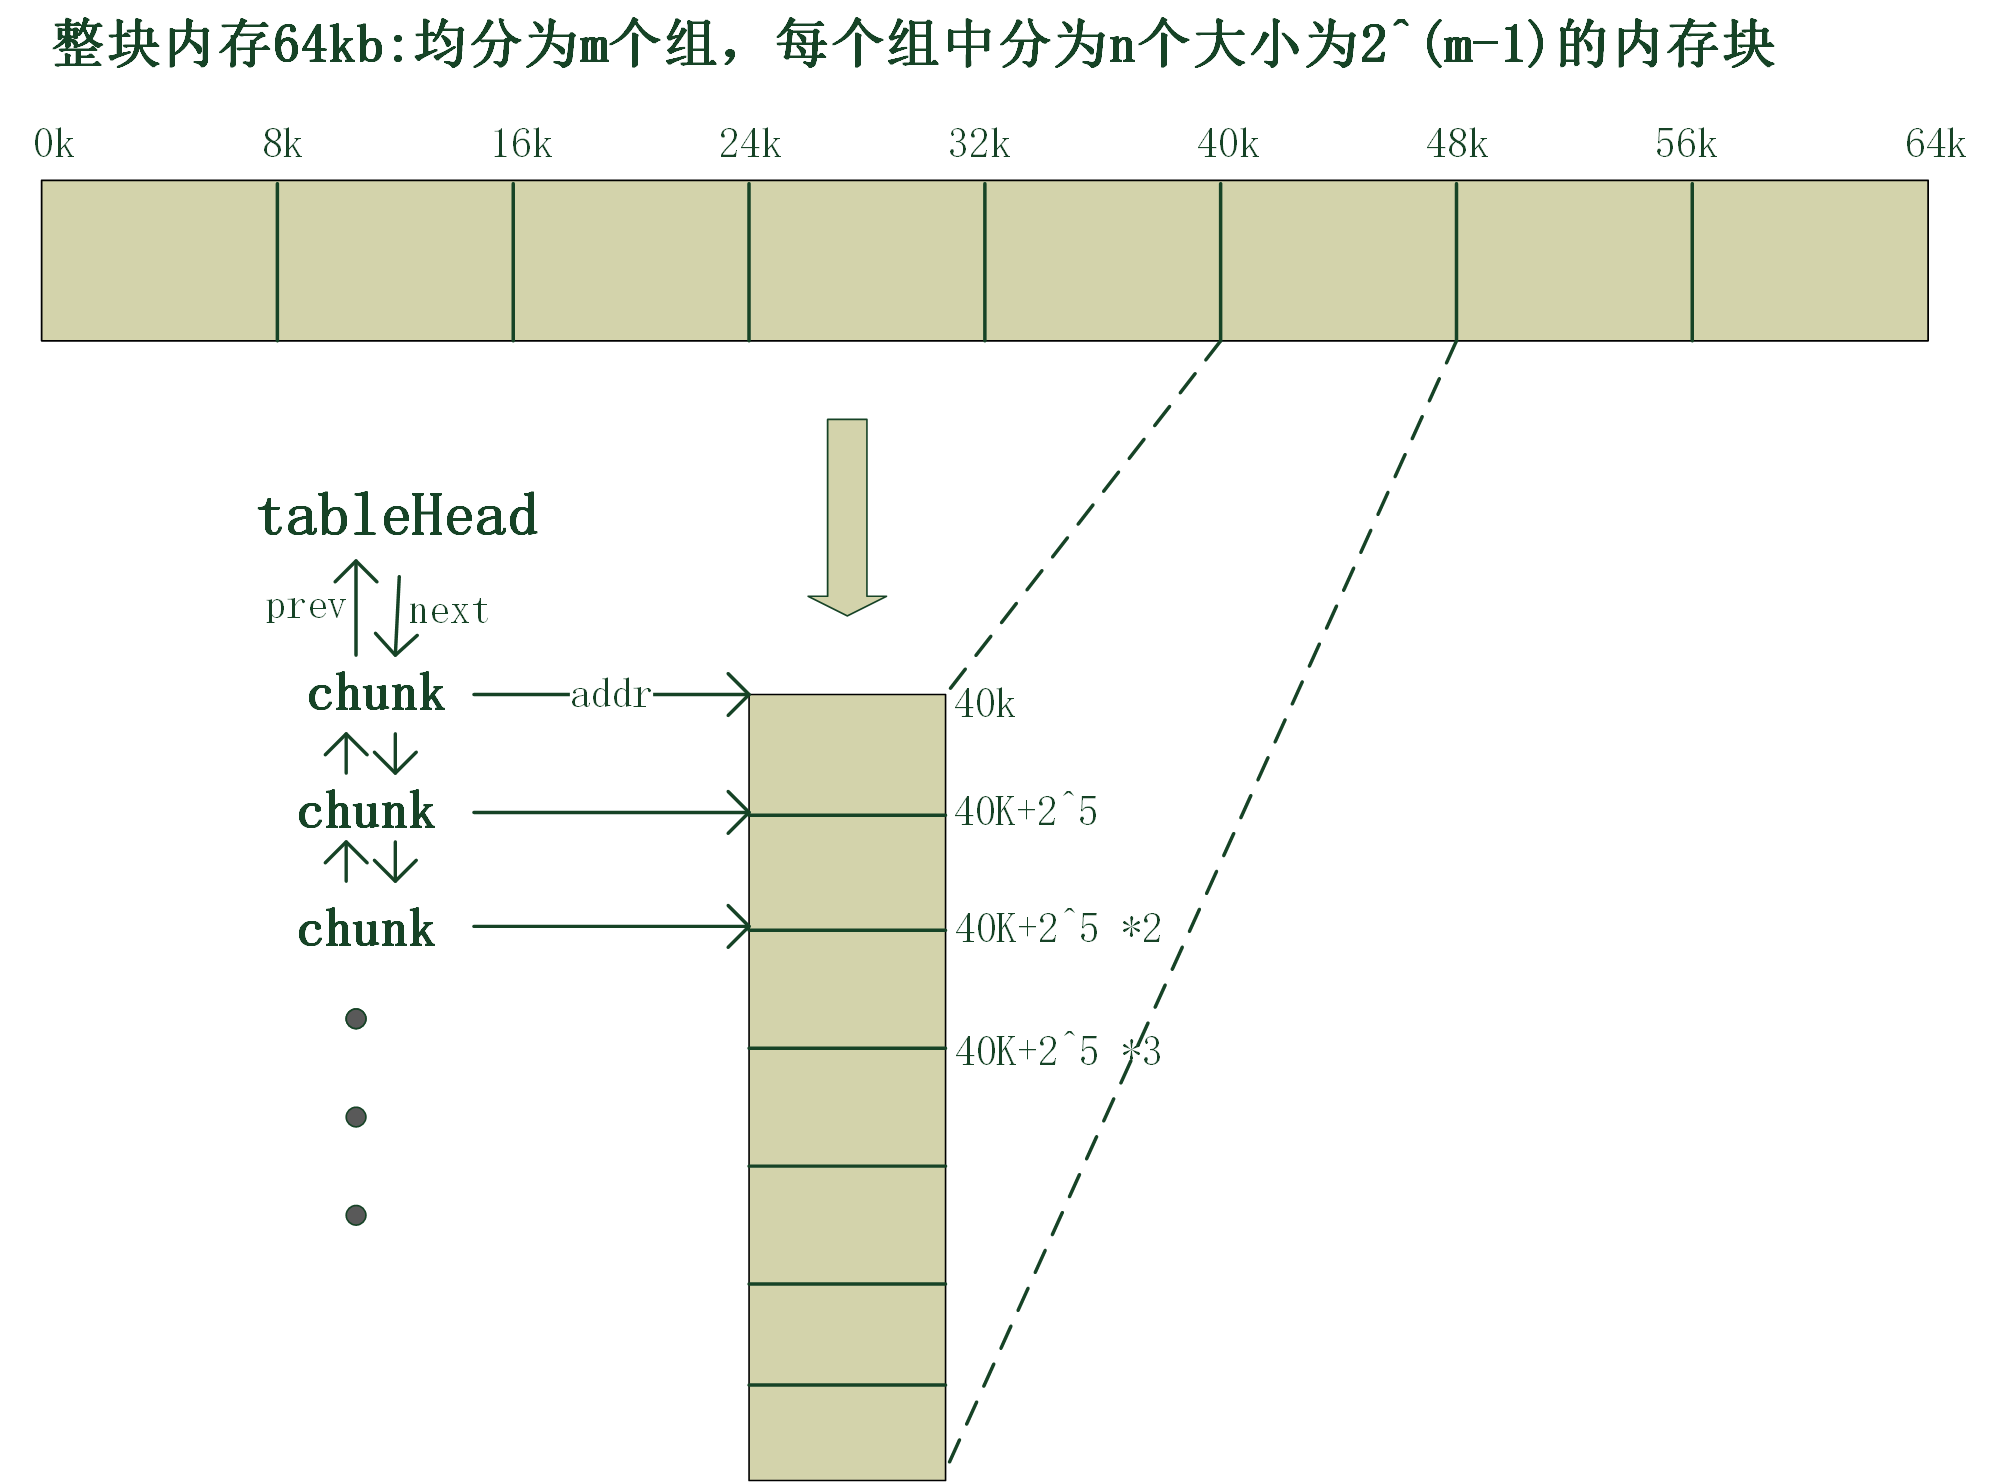 整块内存64kb:均分为m个组，每个组中分为n个大小为2^(m-1)的内存块
0k 8k 16k 24k 32k 40k 48k 56k 64k
tableHead
prev next
chunk addr 40k
chunk 40K+2^5
chunk 40K+2^5 *2
40K+2^5 *3